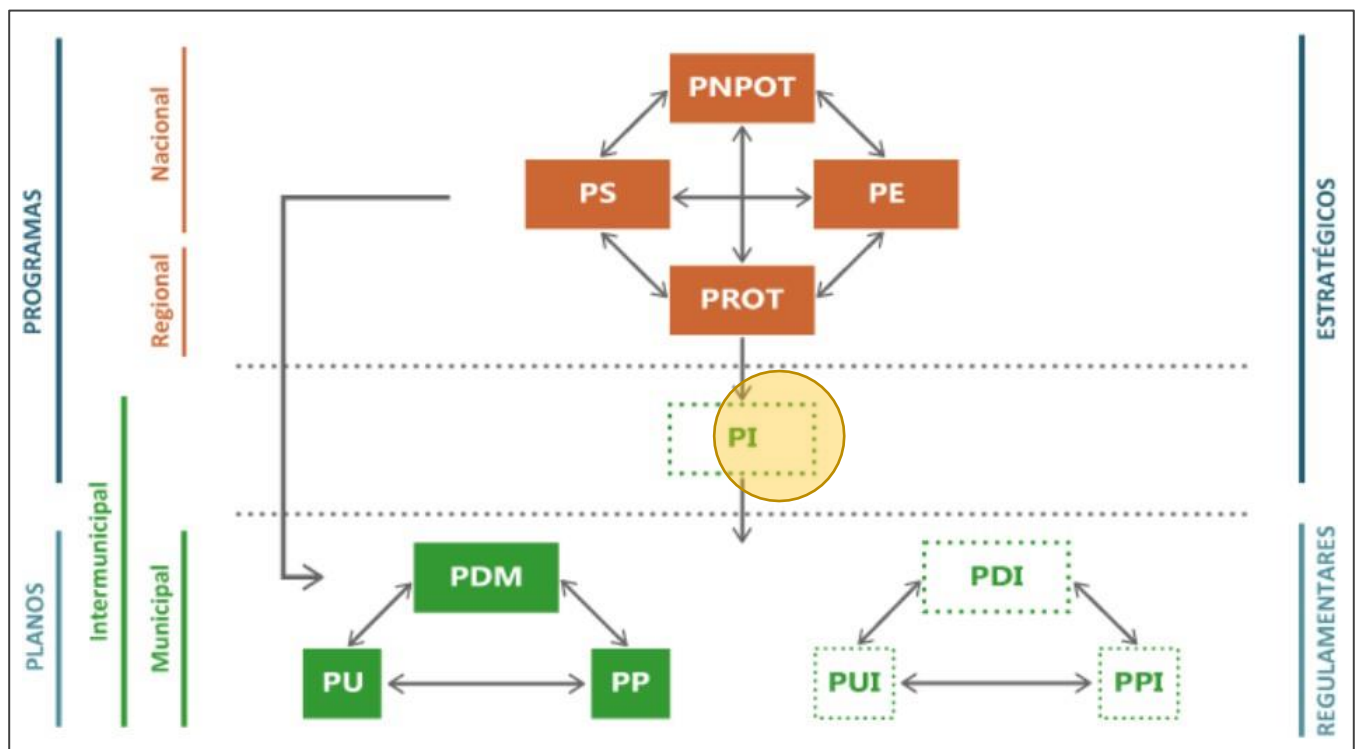 PROGRAMAS
Nacional
Regional
PNPOT
PS
PE
PROT
ESTRATÉGICOS
PI
PLANOS
Intermunicipal
Municipal
PDM
PU
PP
PDI
PUI
PPI
REGULAMENTARES